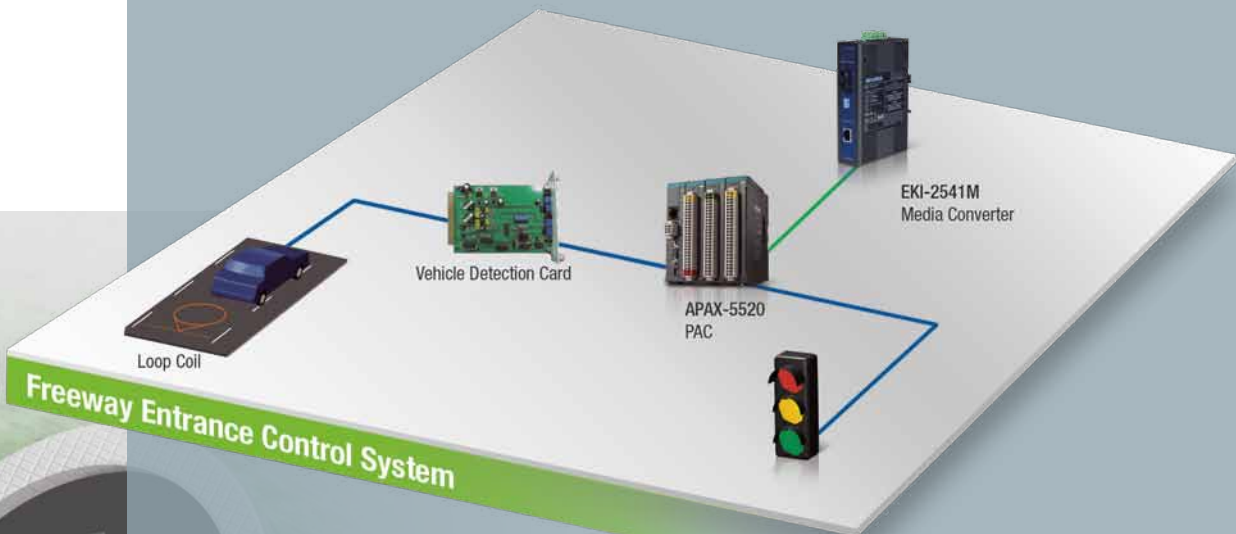 EKI-2541M
Media Converter
Vehicle Detection Card
APAX-5520
PAC
Loop Coil
Freeway Entrance Control System